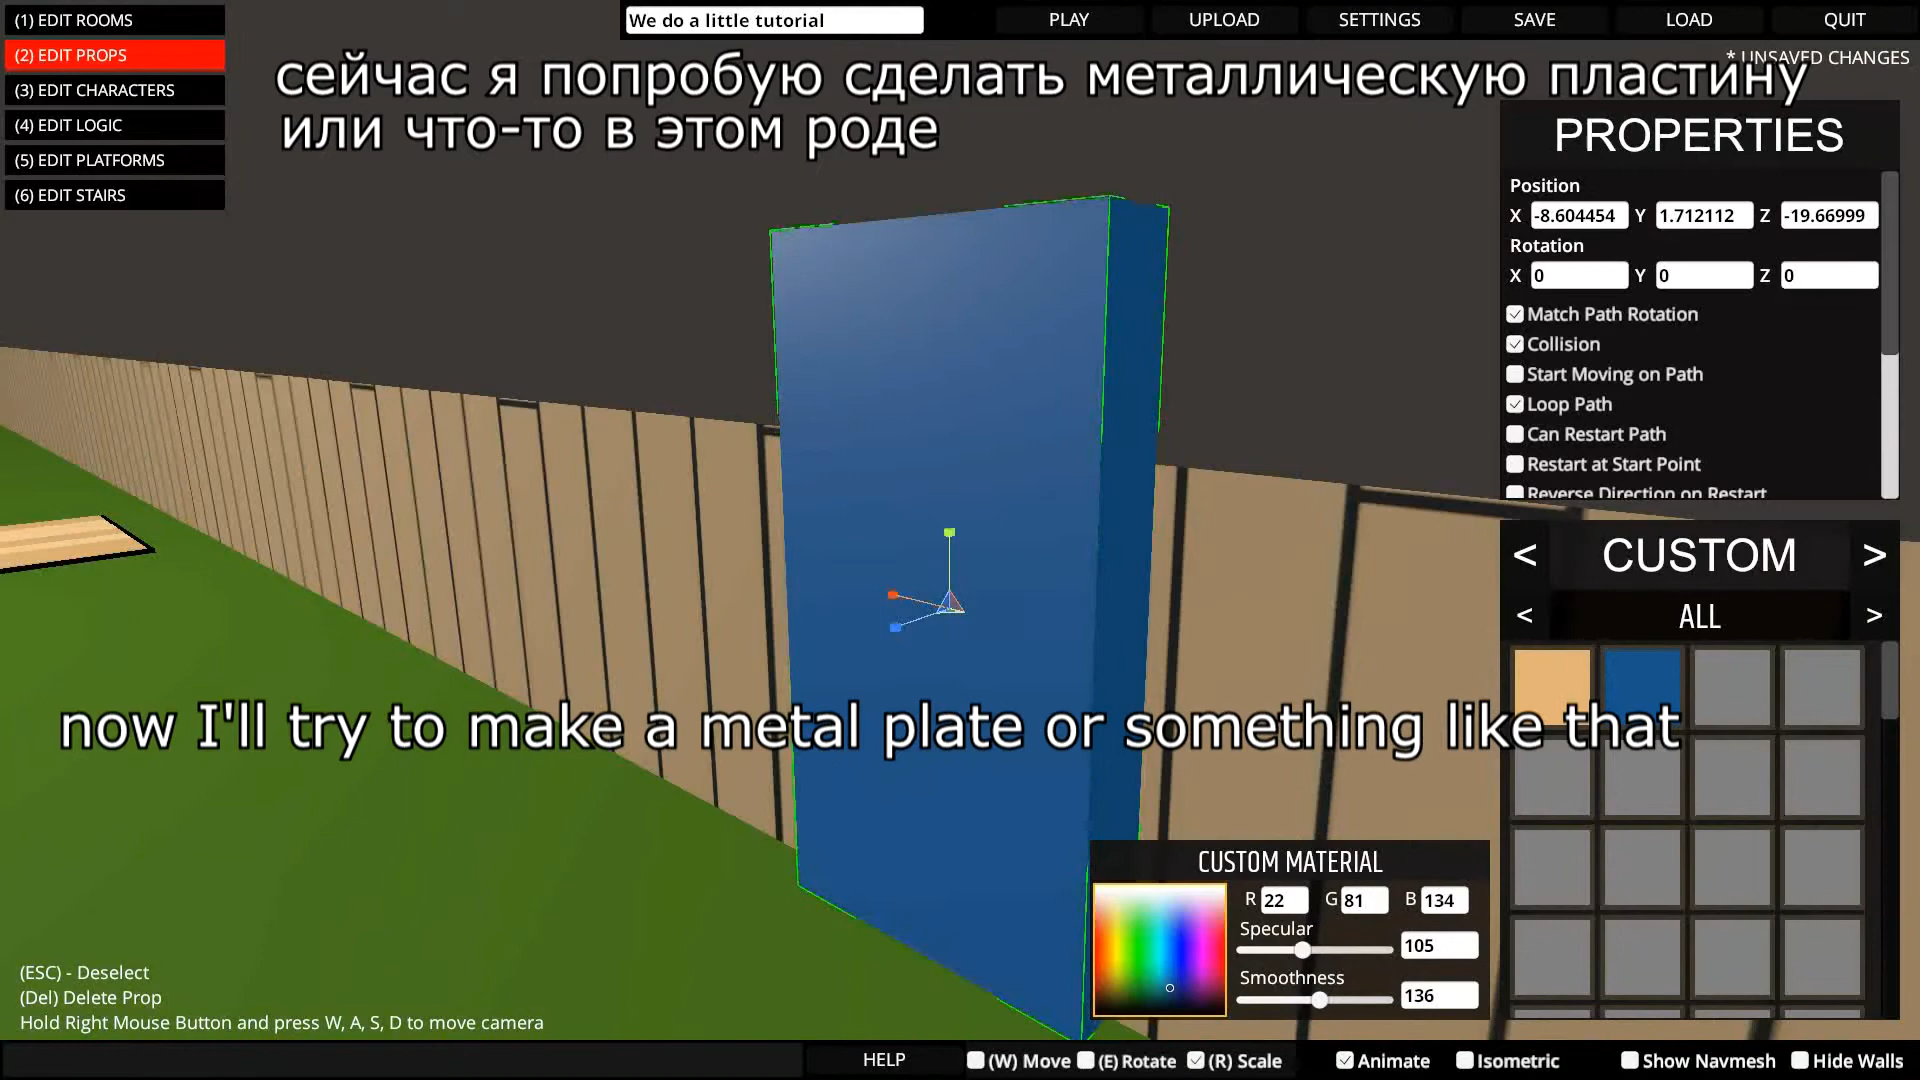 (1) EDIT ROOMS
We do a little tutorial
PLAY
UPLOAD
SETTINGS
SAVE
LOAD
QUIT
(2) EDIT PROPS
* UNSAVED CHANGES
(3) EDIT CHARACTERS
(4) EDIT LOGIC
(5) EDIT PLATFORMS
(6) EDIT STAIRS
сейчас я попробую сделать металлическую пластину
или что-то в этом роде
PROPERTIES
Position
X -8.604454 Y 1.712112 Z -19.66999
Rotation
X 0 Y 0 Z 0
Match Path Rotation
Collision
Start Moving on Path
Loop Path
Can Restart Path
Restart at Start Point
Reverse Direction on Restart
< CUSTOM >
< ALL >
now I'll try to make a metal plate or something like that
CUSTOM MATERIAL
R 22 G 81 B 134
Specular
105
Smoothness
136
(ESC) - Deselect
(Del) Delete Prop
Hold Right Mouse Button and press W, A, S, D to move camera
HELP
(W) Move
(E) Rotate
(R) Scale
Animate
Isometric
Show Navmesh
Hide Walls